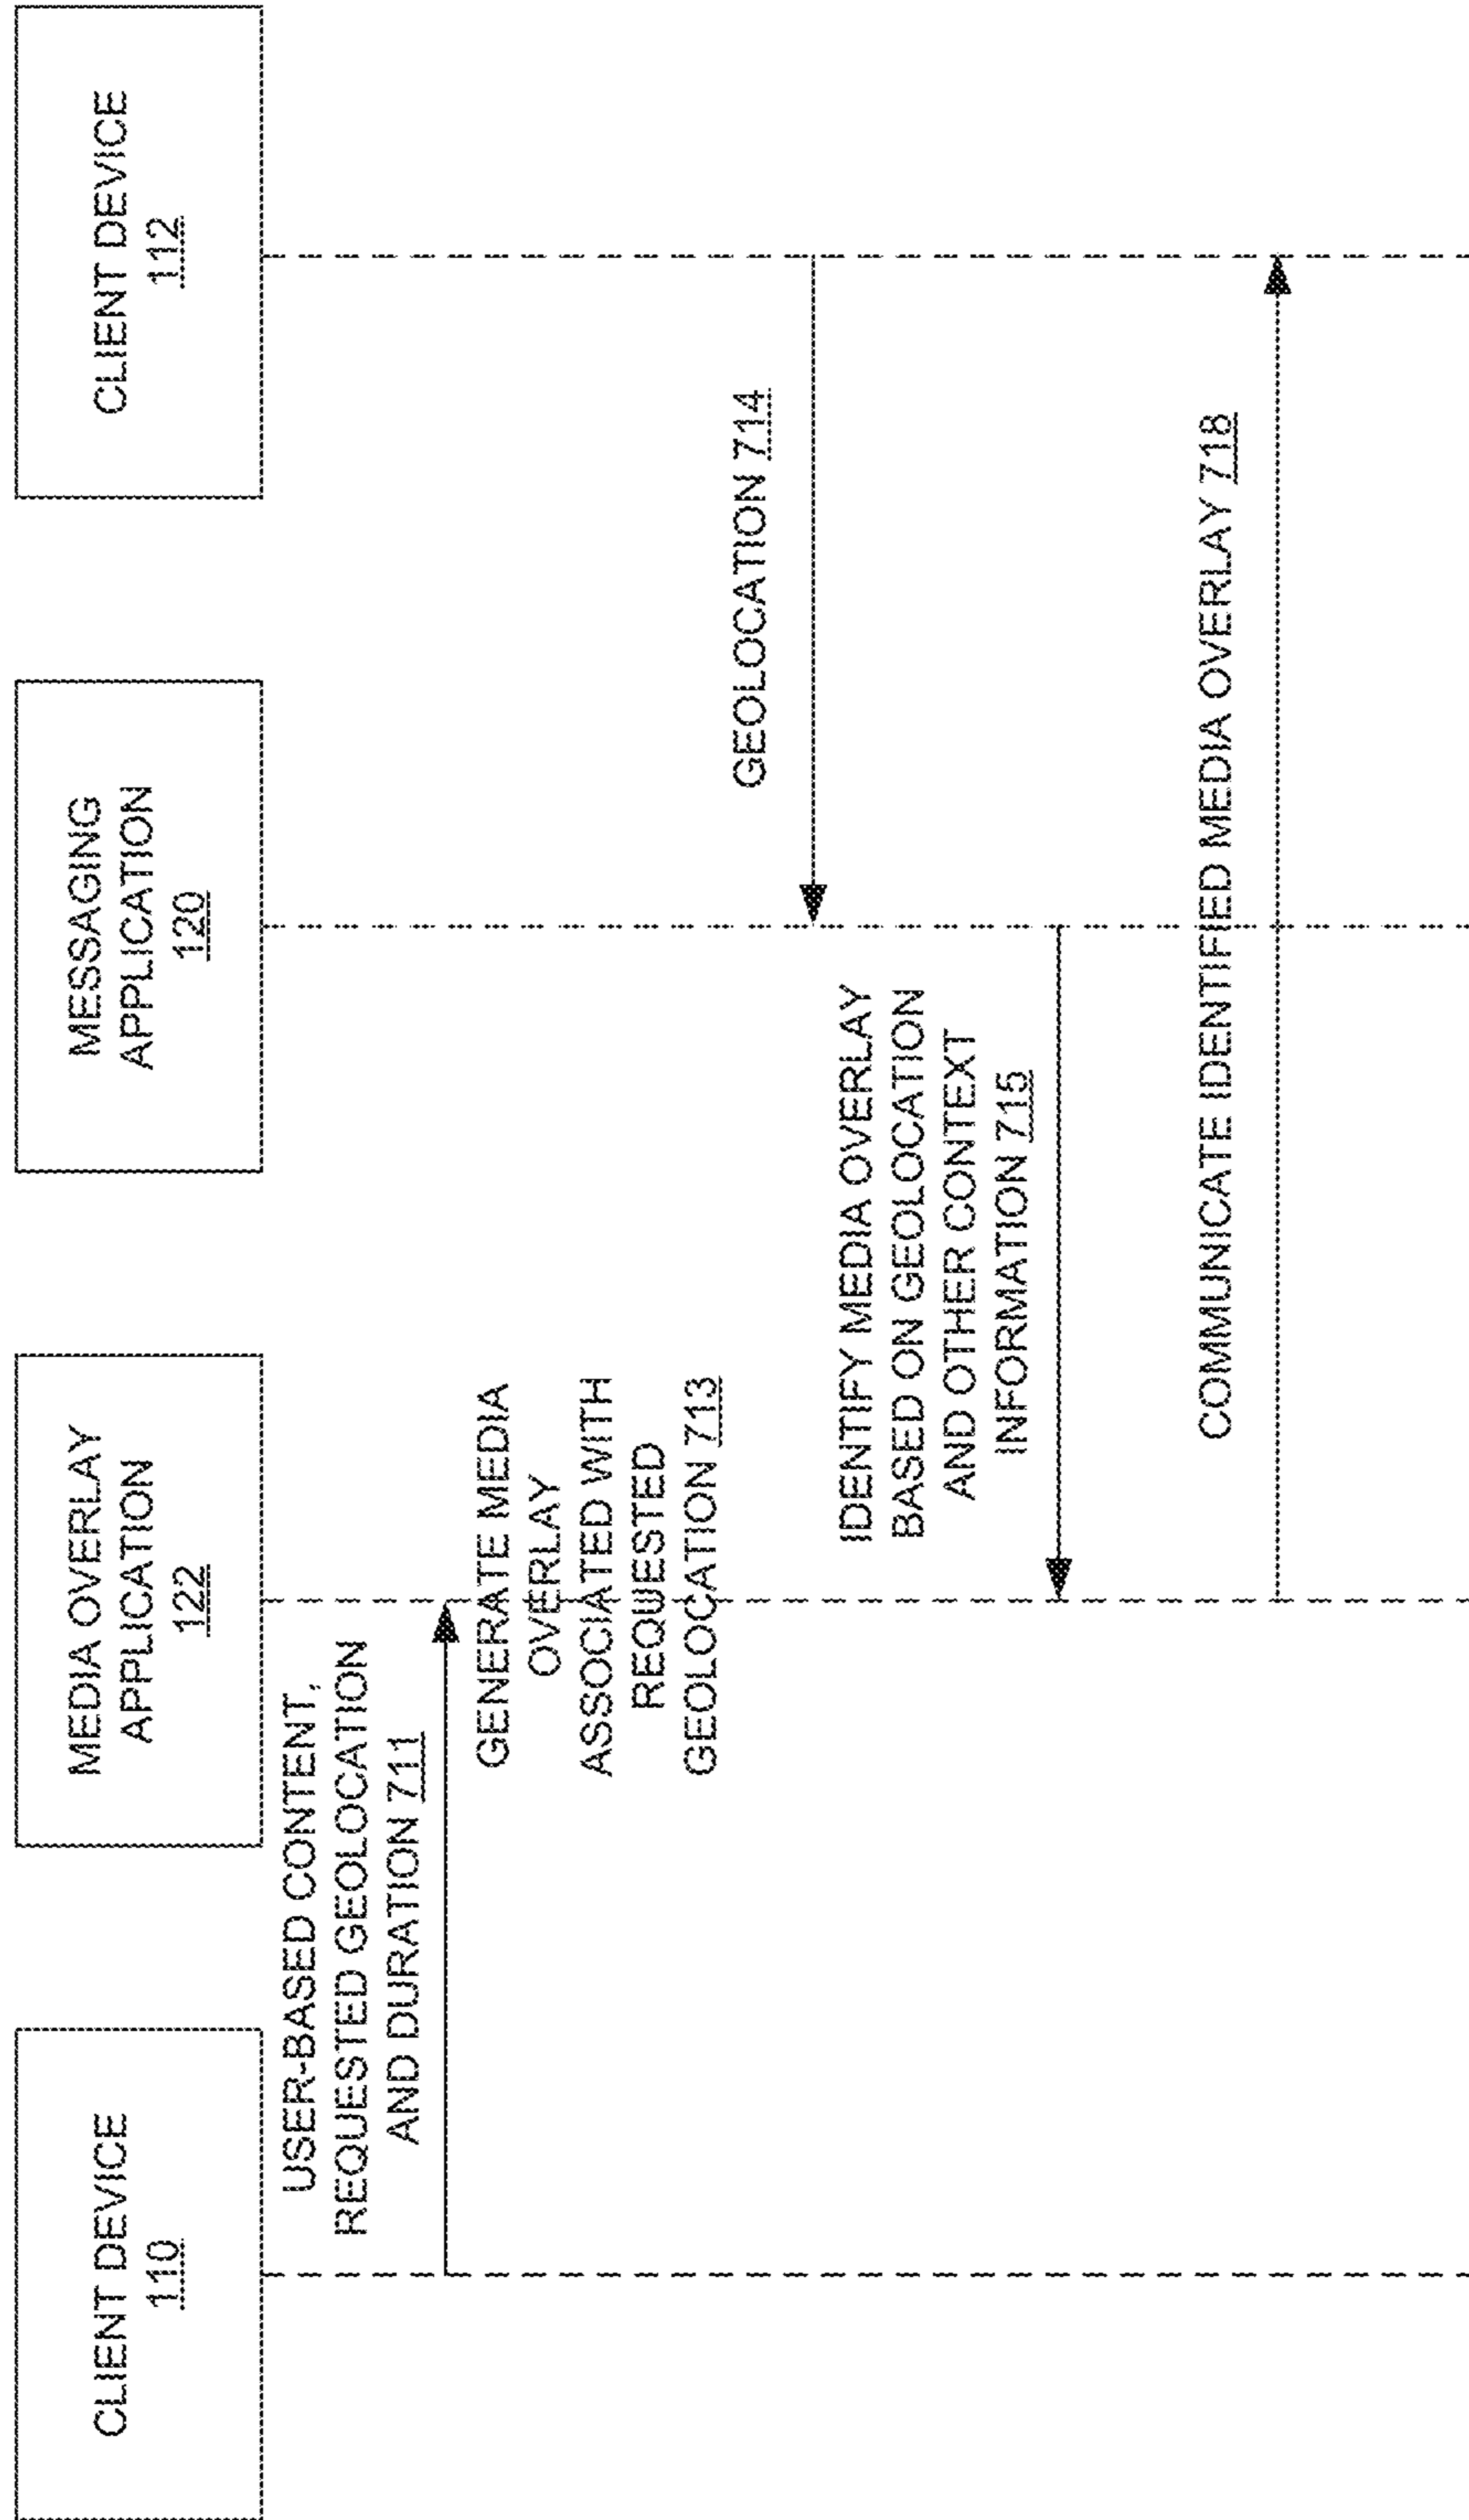 CLIENT DEVICE
110
MEDIA OVERLAY
APPLICATION
122
MESSAGING
APPLICATION
120
CLIENT DEVICE
112
USER-BASED CONTENT,
REQUESTED GEOLOCATION
AND DURATION 711
GENERATE MEDIA
OVERLAY
ASSOCIATED WITH
REQUESTED
GEOLOCATION 713
GEOLOCATION 714
IDENTIFY MEDIA OVERLAY
BASED ON GEOLOCATION
AND OTHER CONTEXT
INFORMATION 715
COMMUNICATE IDENTIFIED MEDIA OVERLAY 718